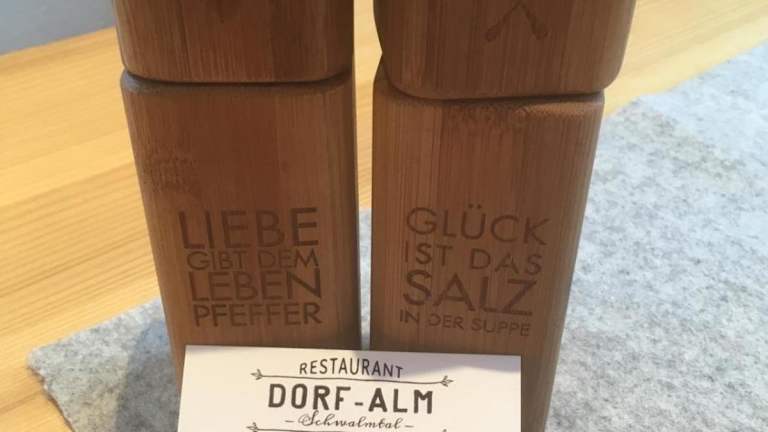 LIEBE
GIBT DEM
LEBEN
PFEFFER
GLÜCK
IST DAS
SALZ
IN DER SUPPE
RESTAURANT
DORF-ALM
- Schwalmtal -